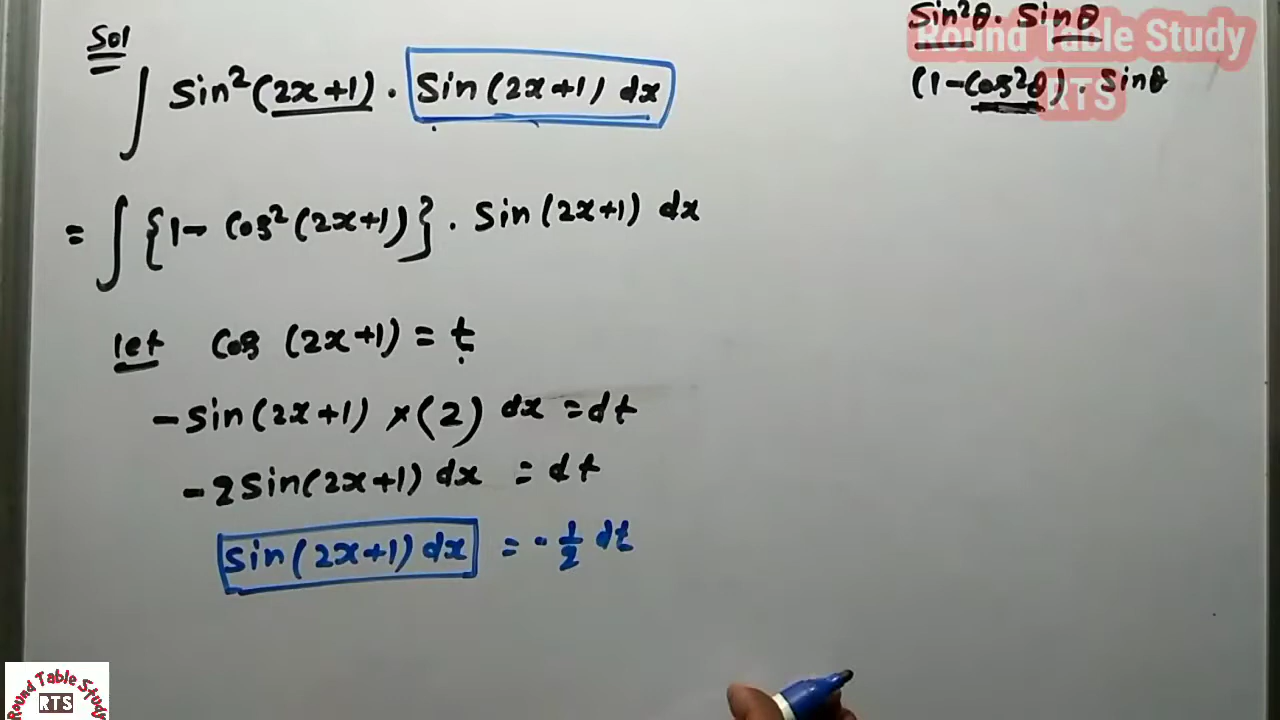 Sol
∫ Sin²(2x+1) · Sin(2x+1) dx
= ∫ {1- Cos²(2x+1)} · Sin(2x+1) dx
let Cos (2x+1) = t
-Sin(2x+1) × (2) dx = dt
-2Sin(2x+1) dx = dt
Sin(2x+1) dx = -1/2 dt
Sin²θ · Sinθ
(1-Cos²θ) · Sinθ
Round Table Study
RTS
Round Table Study
RTS